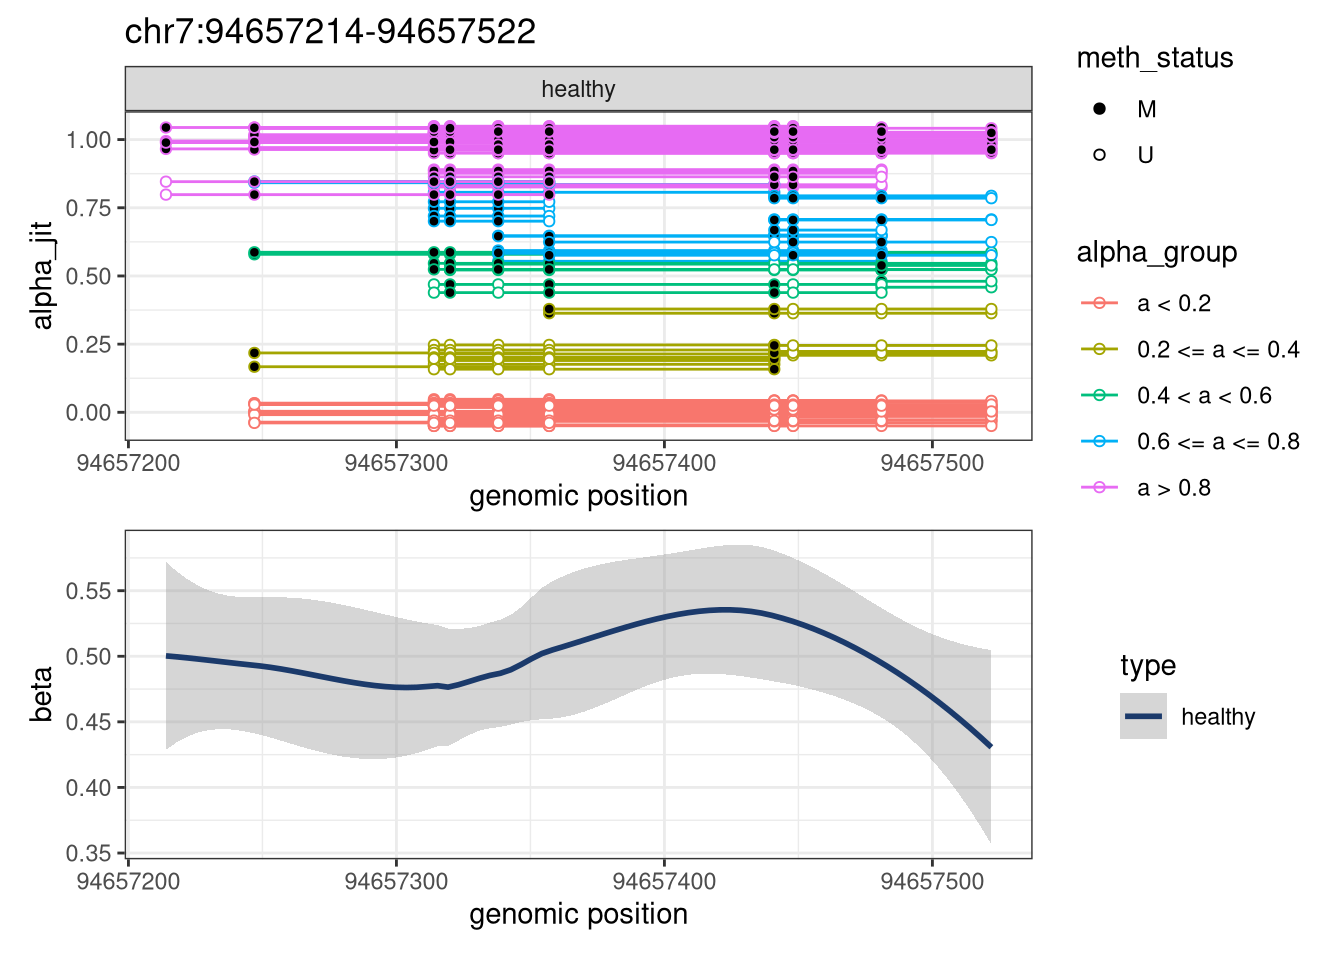 chr7:94657214-94657522
healthy
alpha_jit
1.00
0.75
0.50
0.25
0.00
94657200
94657300
94657400
94657500
genomic position
meth_status
M
U
alpha_group
a < 0.2
0.2 <= a <= 0.4
0.4 < a < 0.6
0.6 <= a <= 0.8
a > 0.8
beta
0.55
0.50
0.45
0.40
0.35
94657200
94657300
94657400
94657500
genomic position
type
healthy